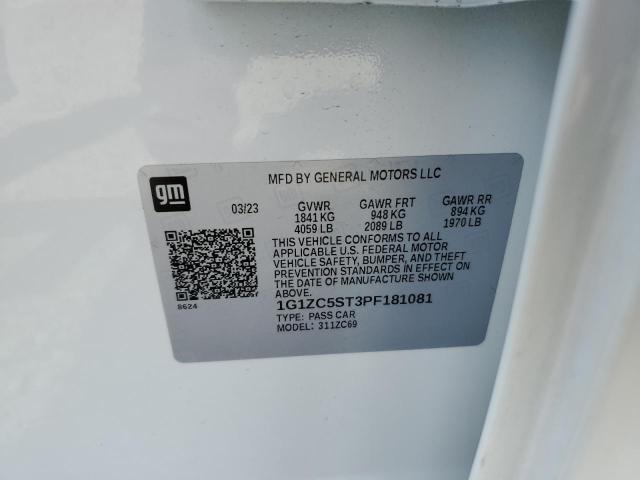 gm
MFD BY GENERAL MOTORS LLC
03/23 GVWR GAWR FRT GAWR RR
1841 KG 948 KG 894 KG
4059 LB 2089 LB 1970 LB
THIS VEHICLE CONFORMS TO ALL
APPLICABLE U.S. FEDERAL MOTOR
VEHICLE SAFETY, BUMPER, AND THEFT
PREVENTION STANDARDS IN EFFECT ON
THE DATE OF MANUFACTURE SHOWN
ABOVE.
8624
1G1ZC5ST3PF181081
TYPE: PASS CAR
MODEL: 311ZC69